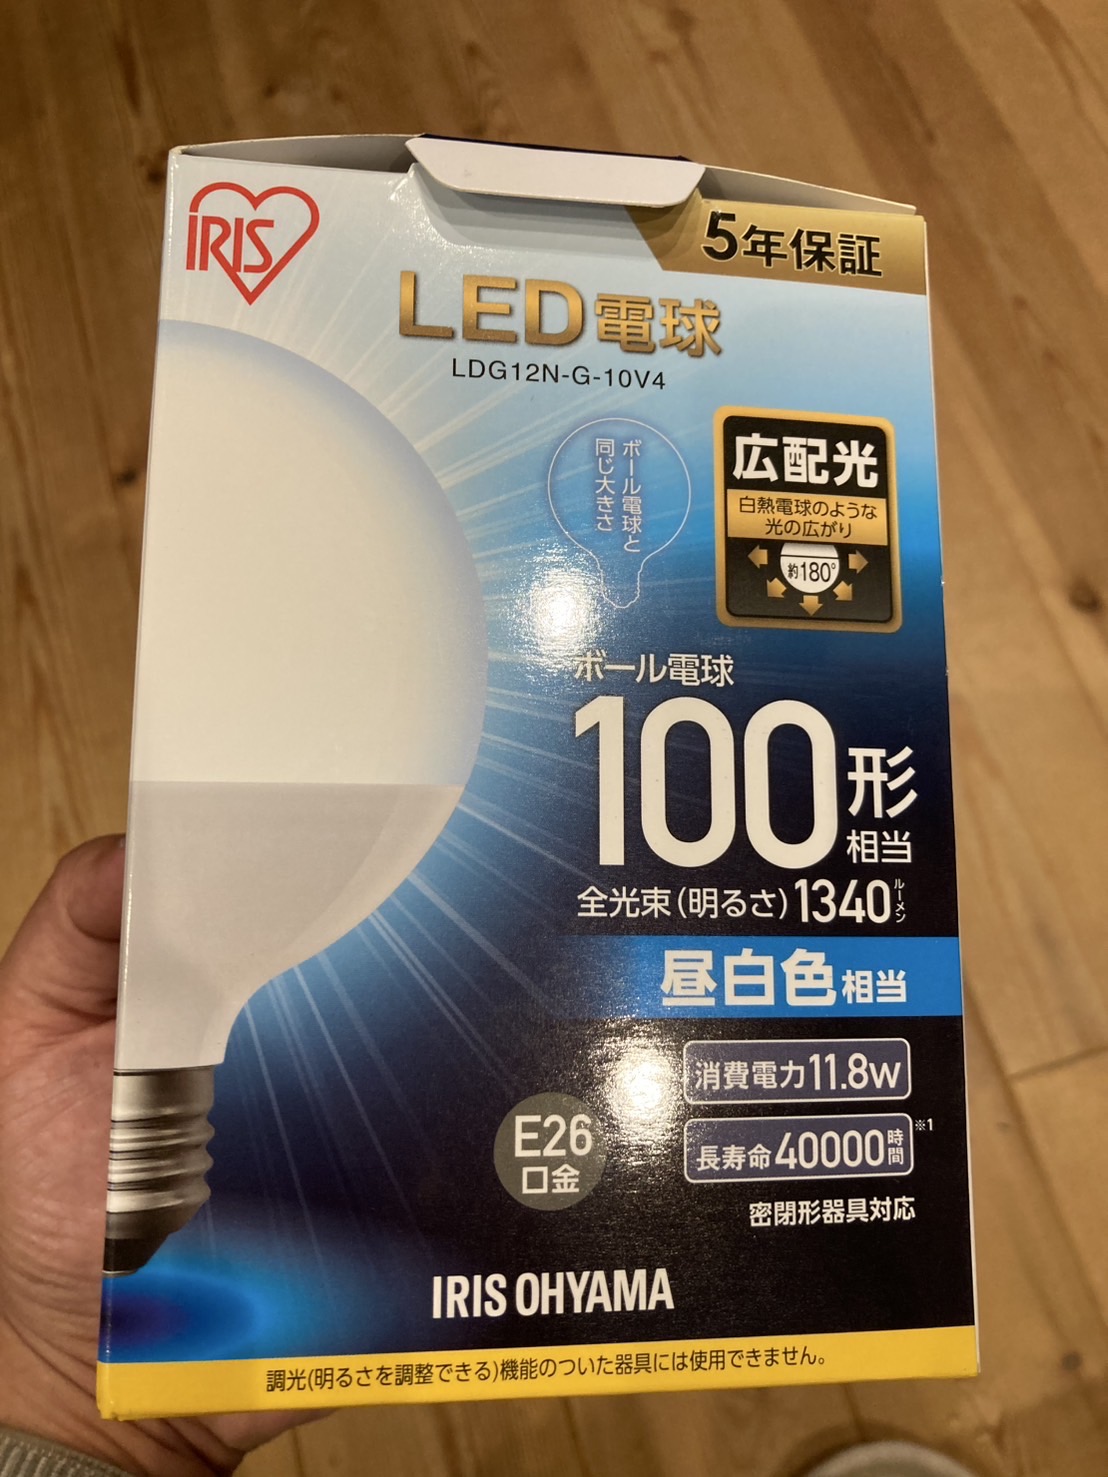 IRIS
5年保証
LED電球
LDG12N-G-10V4
ボール電球と
同じ大きさ
広配光
白熱電球のような
光の広がり
約180°
ボール電球
100形
相当
全光束(明るさ)1340ルーメン
昼白色相当
消費電力11.8W
E26
口金
長寿命40000時間※1
密閉形器具対応
IRIS OHYAMA
調光(明るさを調整できる)機能のついた器具には使用できません。